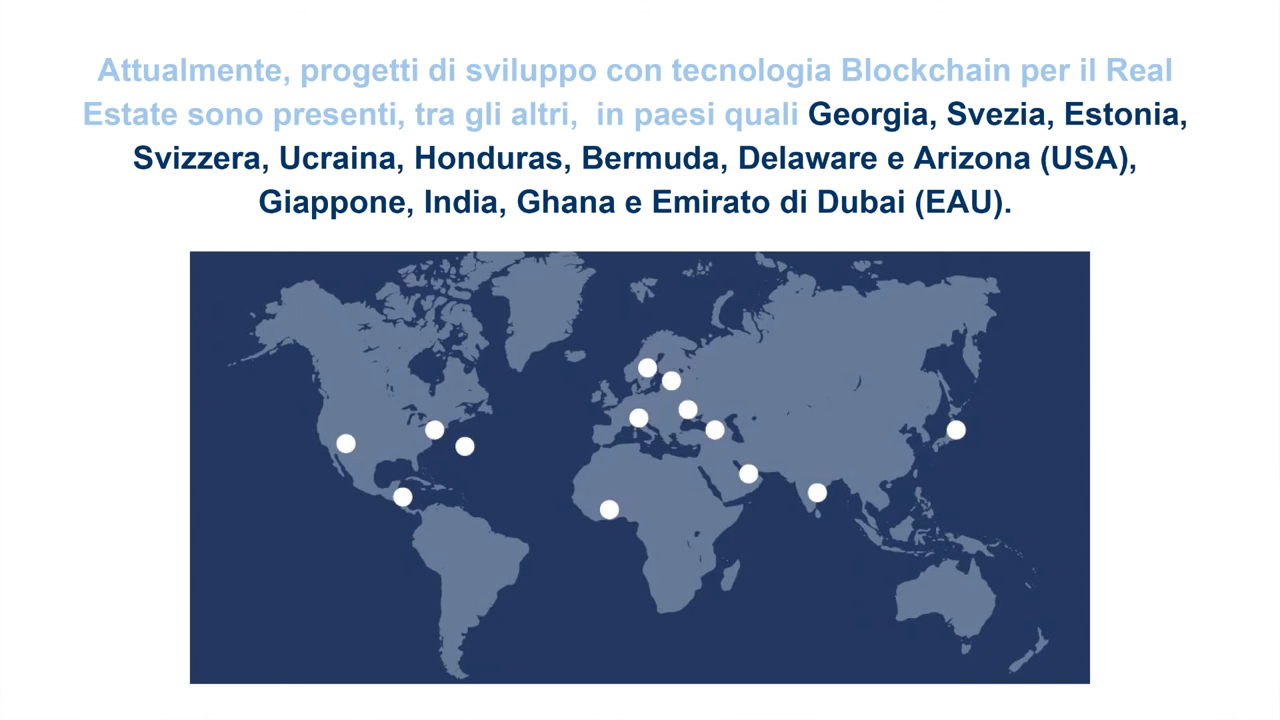 Attualmente, progetti di sviluppo con tecnologia Blockchain per il Real
Estate sono presenti, tra gli altri,  in paesi quali Georgia, Svezia, Estonia,
Svizzera, Ucraina, Honduras, Bermuda, Delaware e Arizona (USA),
Giappone, India, Ghana e Emirato di Dubai (EAU).